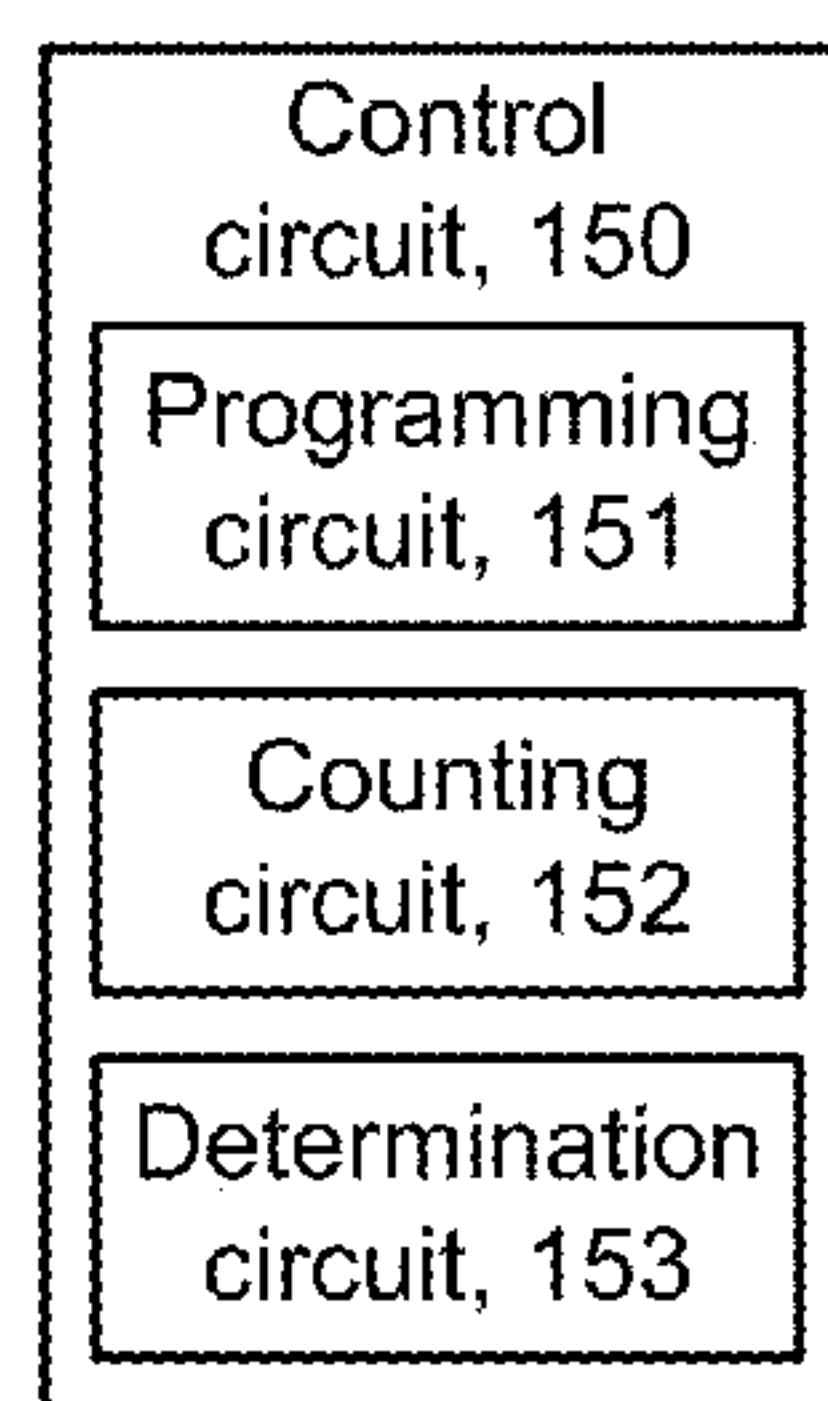 Control
circuit, 150
Programming
circuit, 151
Counting
circuit, 152
Determination
circuit, 153